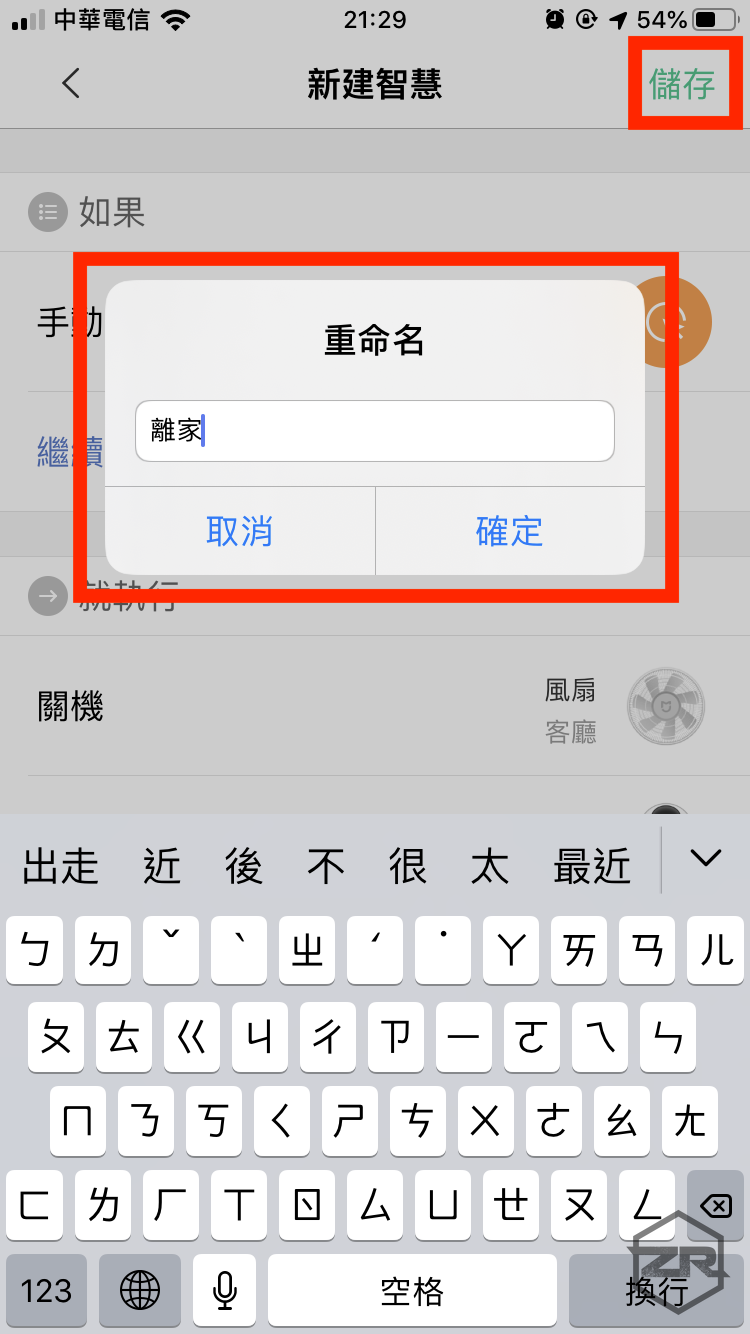 中華電信 21:29 54%
新建智慧 儲存
如果
手動
重命名
離家
繼續
取消 確定
就執行
關機 風扇
客廳
出走 近 後 不 很 太 最近
ㄅ ㄉ ˇ ˋ ㄓ ˊ ˙ ㄚ ㄞ ㄢ ㄦ
ㄆ ㄊ ㄍ ㄐ ㄔ ㄗ ㄧ ㄛ ㄟ ㄣ
ㄇ ㄋ ㄎ ㄑ ㄕ ㄘ ㄨ ㄜ ㄠ ㄤ
ㄈ ㄌ ㄏ ㄒ ㄖ ㄙ ㄩ ㄝ ㄡ ㄥ
123 空格 換行
ZR